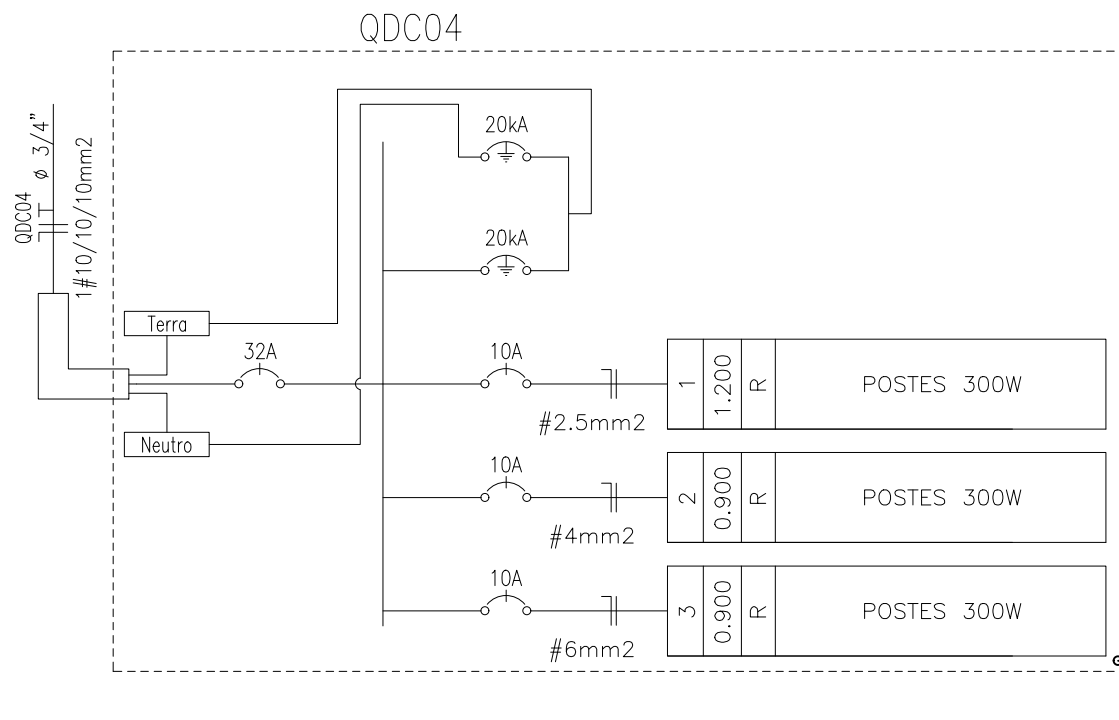 QDC04
QDC04
ø 3/4"
1#10/10/10mm2
20kA
20kA
Terra
32A
Neutro
10A
#2.5mm2
1
1.200
R
POSTES 300W
10A
#4mm2
2
0.900
R
POSTES 300W
10A
#6mm2
3
0.900
R
POSTES 300W